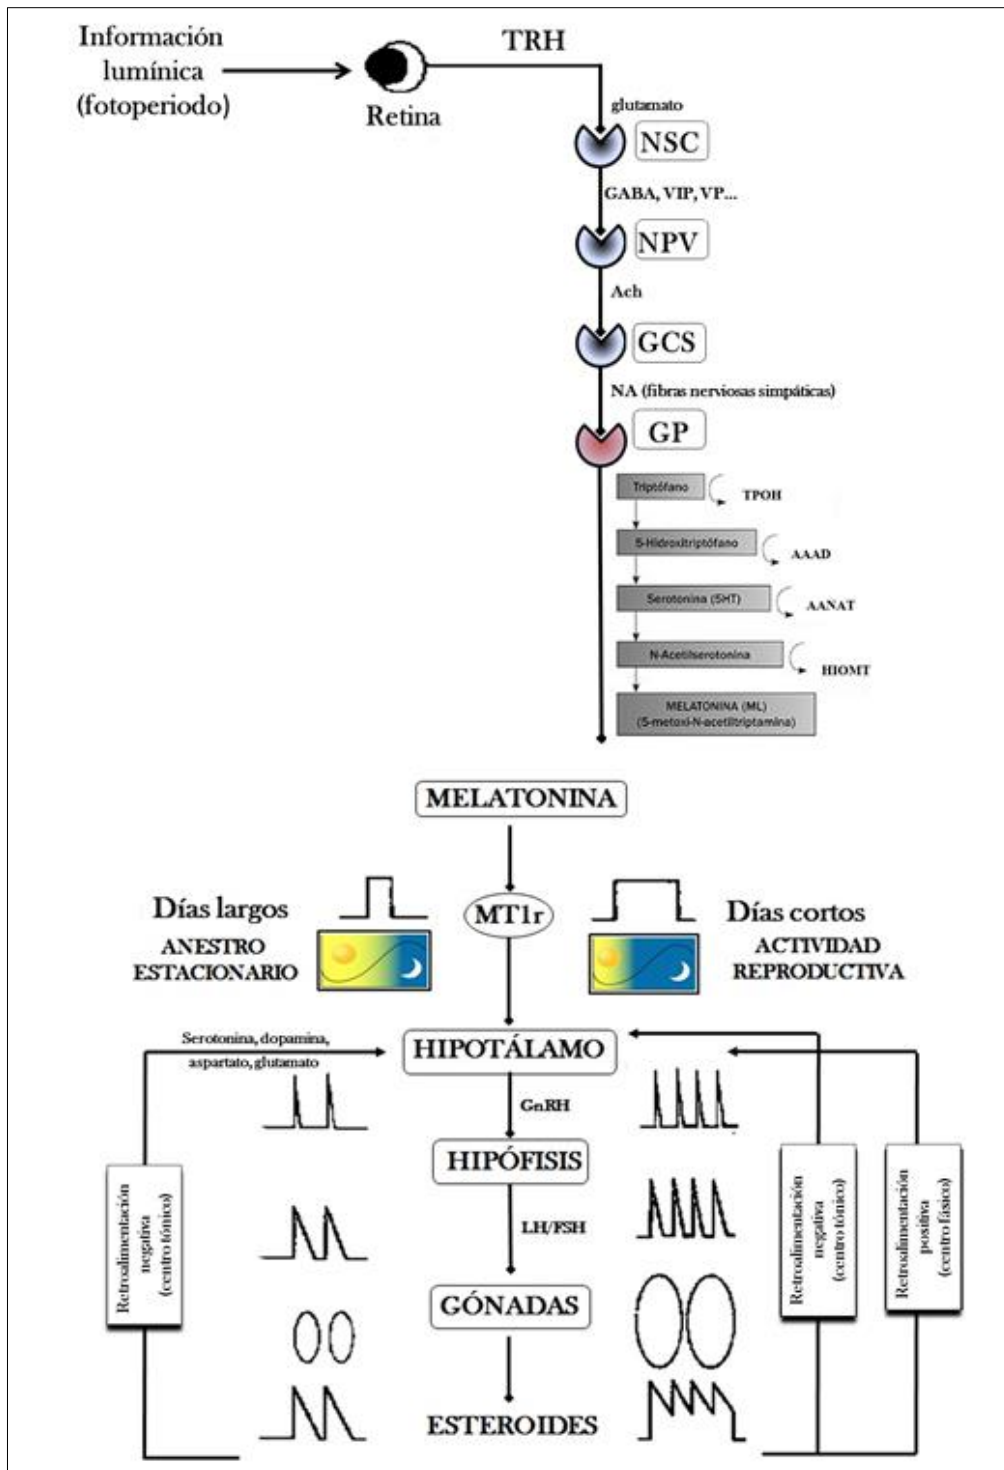 Información
lumínica
(fotoperiodo)
Retina
TRH
glutamato
NSC
GABA, VIP, VP...
NPV
Ach
GCS
NA (fibras nerviosas simpáticas)
GP
Triptófano
TPOH
5-Hidroxitriptófano
AAAD
Serotonina (5HT)
AANAT
N-Acetilserotonina
HIOMT
MELATONINA (ML)
(5-metoxi-N-acetiltriptamina)
MELATONINA
MT1r
Días largos
ANESTRO
ESTACIONARIO
Días cortos
ACTIVIDAD
REPRODUCTIVA
Serotonina, dopamina,
aspartato, glutamato
HIPOTÁLAMO
GnRH
HIPÓFISIS
LH/FSH
GÓNADAS
ESTEROIDES
Retroalimentación
negativa
(centro tónico)
Retroalimentación
negativa
(centro tónico)
Retroalimentación
positiva
(centro fásico)